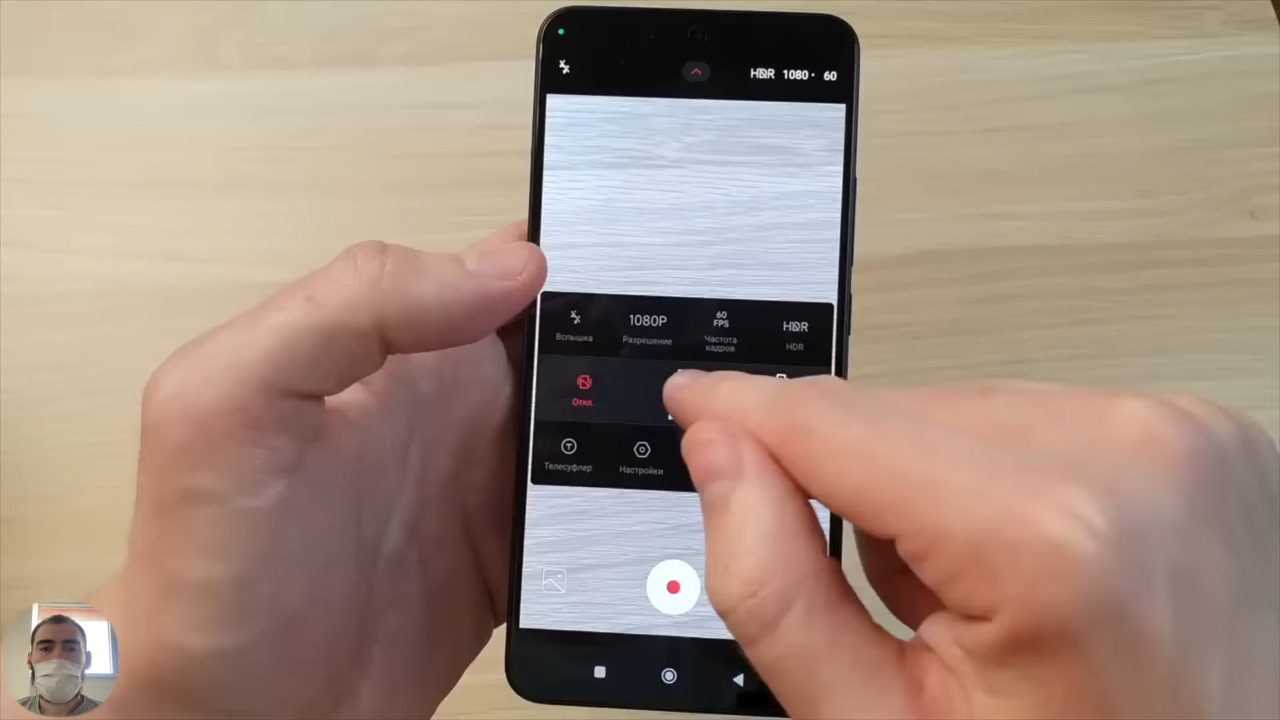 HDR 1080 · 60
1080P
60
FPS
HDR
Вспышка
Разрешение
Частота
кадров
HDR
Откл.
Телесуфлер
Настройки